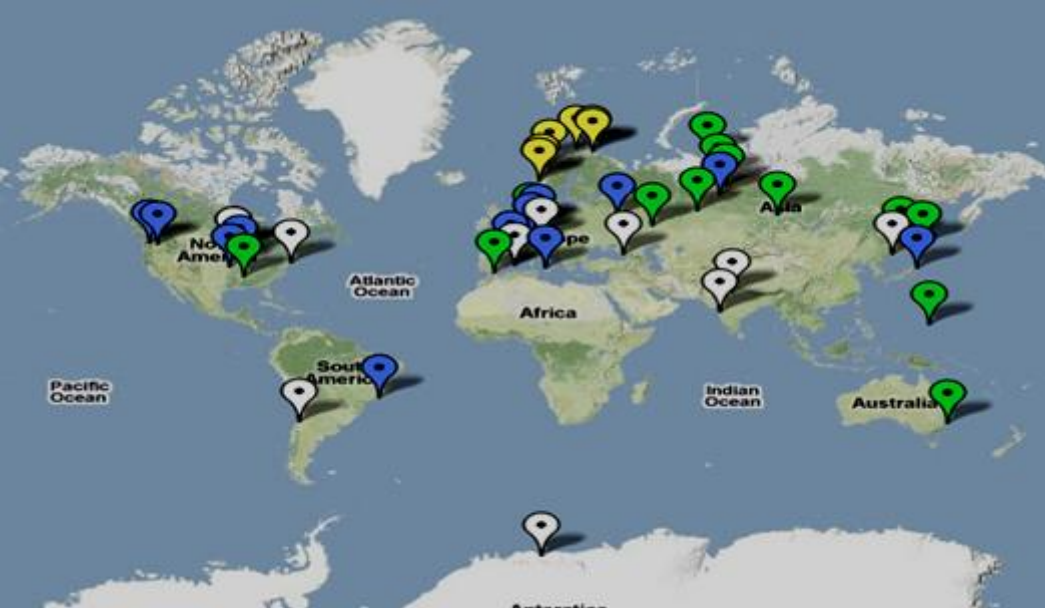 Asia
Atlantic
Ocean
Africa
Pacific
Ocean
Indian
Ocean
Australia